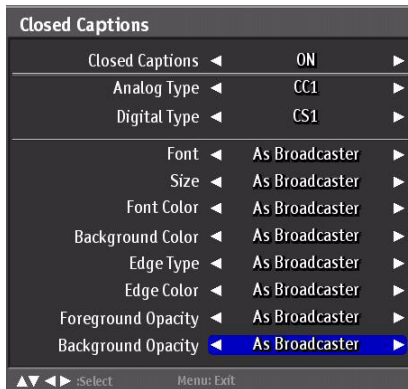 Closed Captions
Closed Captions ◀ ON ▶
Analog Type ◀ CC1 ▶
Digital Type ◀ CS1 ▶
Font ◀ As Broadcaster ▶
Size ◀ As Broadcaster ▶
Font Color ◀ As Broadcaster ▶
Background Color ◀ As Broadcaster ▶
Edge Type ◀ As Broadcaster ▶
Edge Color ◀ As Broadcaster ▶
Foreground Opacity ◀ As Broadcaster ▶
Background Opacity ◀ As Broadcaster ▶
▲▼ ◀ ▶ :Select Menu: Exit